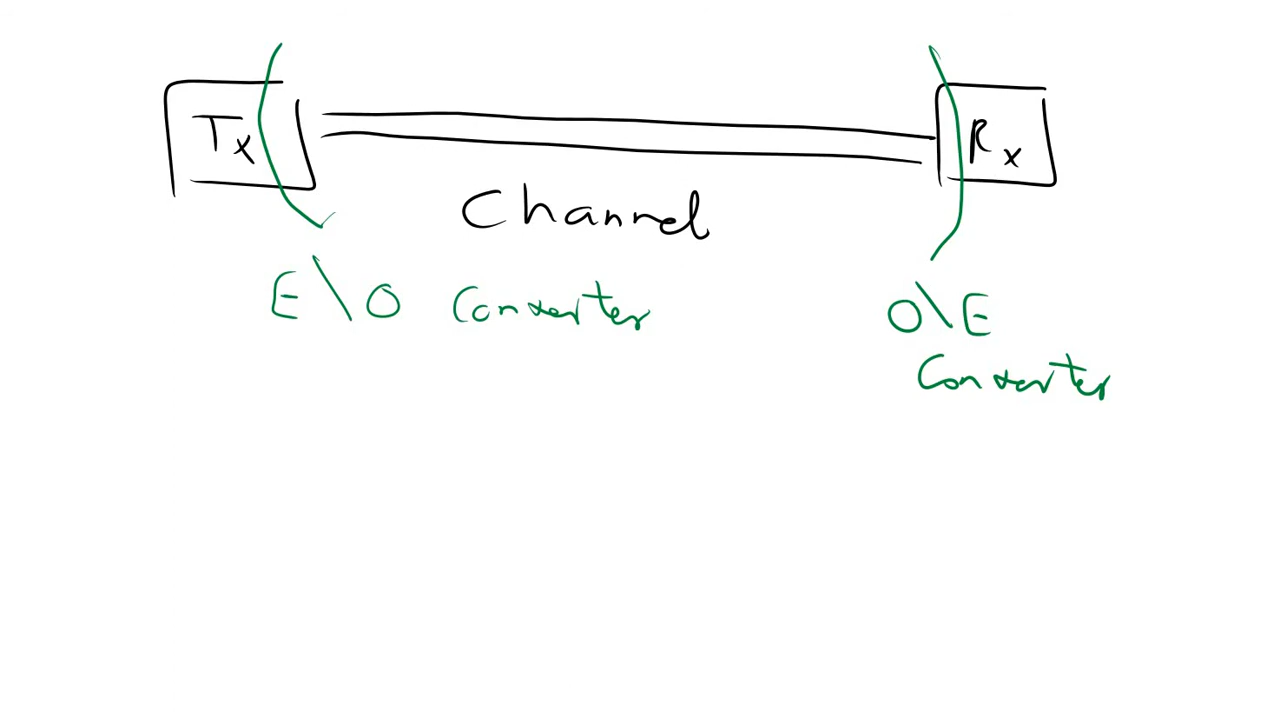 Tx
Rx
Channel
E\O Converter
O\E
Converter